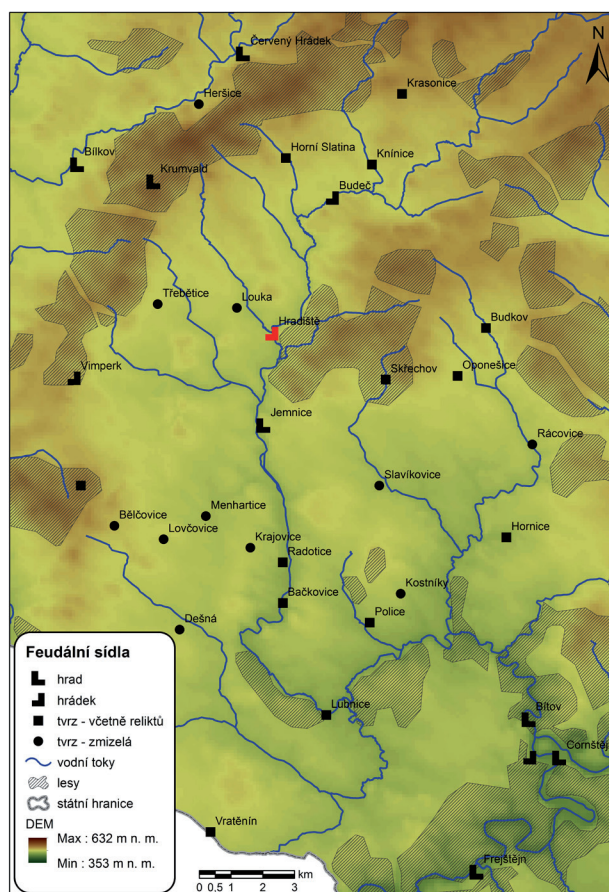 N
Červený Hrádek
Krasonice
Heršice
Bílkov
Horní Slatina
Knínice
Krumvald
Budeč
Třebětice
Louka
Hradiště
Budkov
Vimperk
Skřechov
Oponešice
Jemnice
Rácovice
Slavíkovice
Menhartice
Bělčovice
Lovčovice
Krajovice
Hornice
Radotice
Bačkovice
Kostníky
Dešná
Police
Lubnice
Bítov
Cornštejn
Vratěnín
Frejštejn
Feudální sídla
hrad
hrádek
tvrz - včetně reliktů
tvrz - zmizelá
vodní toky
lesy
státní hranice
DEM
Max : 632 m n. m.
Min : 353 m n. m.
km
0 0.5 1 2 3